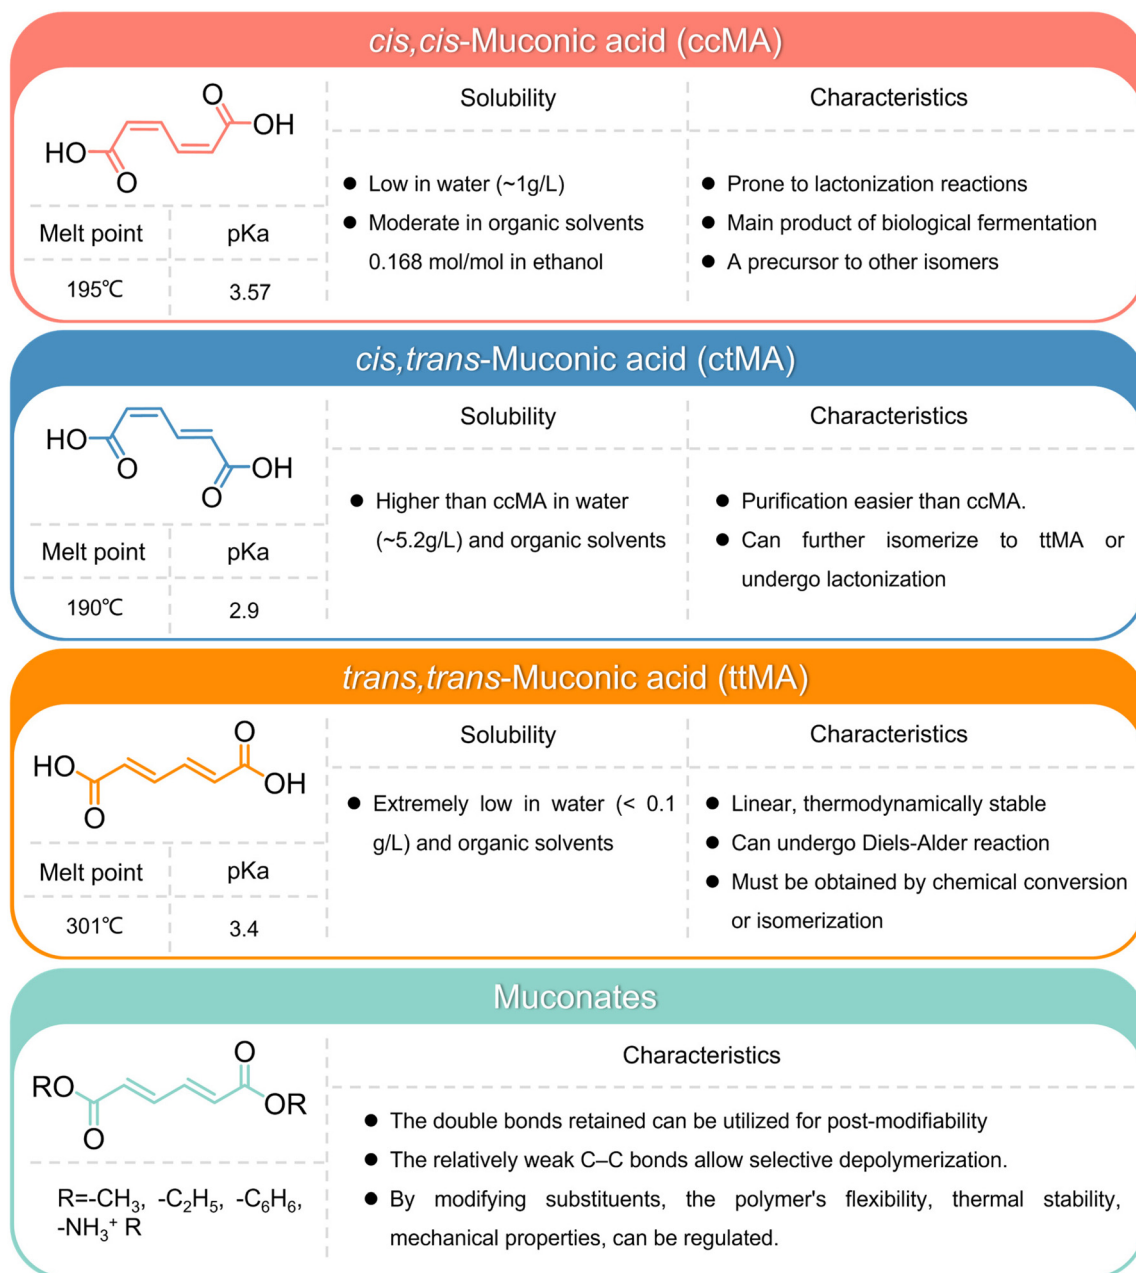 cis,cis-Muconic acid (ccMA)
O
OH
HO
O
Melt point
pKa
195℃
3.57
Solubility
● Low in water (~1g/L)
● Moderate in organic solvents
0.168 mol/mol in ethanol
Characteristics
● Prone to lactonization reactions
● Main product of biological fermentation
● A precursor to other isomers
cis,trans-Muconic acid (ctMA)
HO
O
OH
O
Melt point
pKa
190℃
2.9
Solubility
● Higher than ccMA in water
(~5.2g/L) and organic solvents
Characteristics
● Purification easier than ccMA.
● Can further isomerize to ttMA or
undergo lactonization
trans,trans-Muconic acid (ttMA)
O
HO
OH
O
Melt point
pKa
301℃
3.4
Solubility
● Extremely low in water (< 0.1
g/L) and organic solvents
Characteristics
● Linear, thermodynamically stable
● Can undergo Diels-Alder reaction
● Must be obtained by chemical conversion
or isomerization
Muconates
O
RO
OR
O
R=-CH₃, -C₂H₅, -C₆H₆,
-NH₃⁺ R
Characteristics
● The double bonds retained can be utilized for post-modifiability
● The relatively weak C–C bonds allow selective depolymerization.
● By modifying substituents, the polymer's flexibility, thermal stability,
mechanical properties, can be regulated.